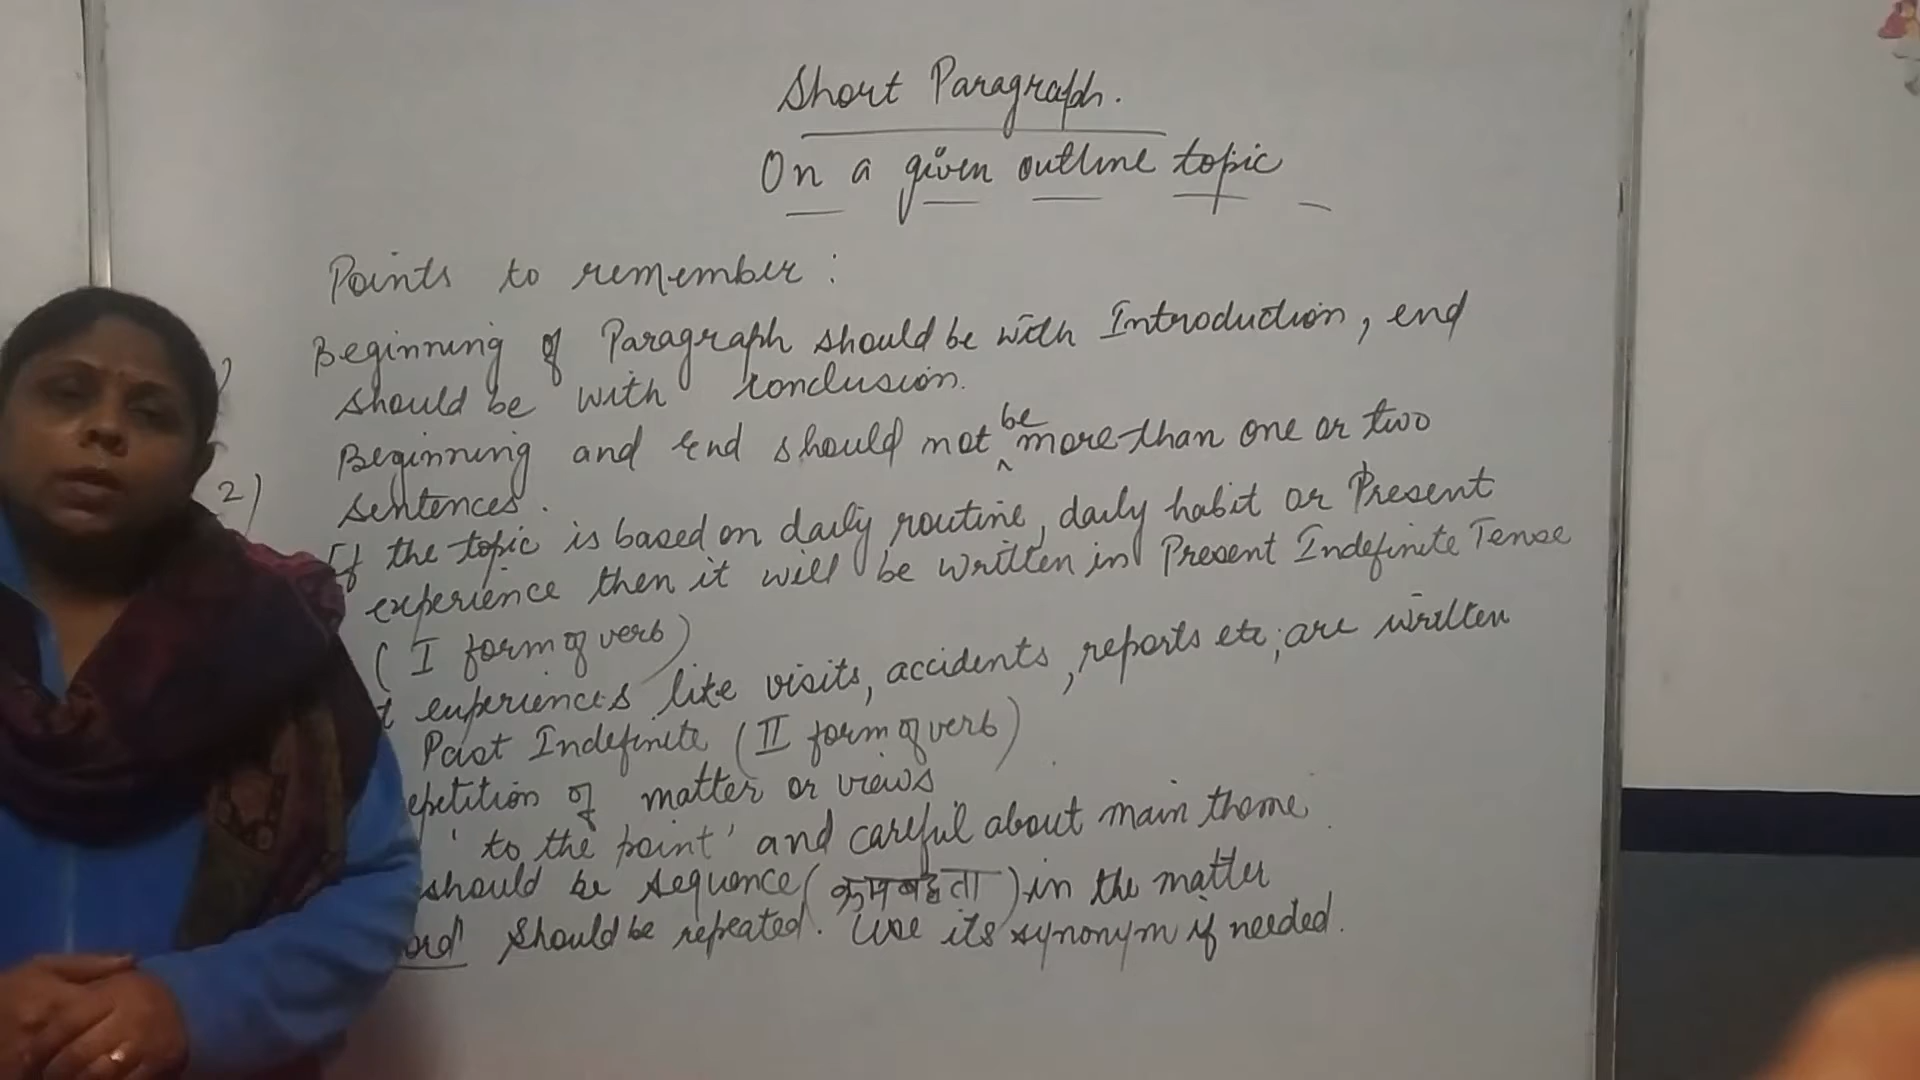 Short Paragraph.
On a given outline topic
Points to remember :
Beginning of Paragraph should be with Introduction, end
should be with conclusion.
Beginning and End should not be more than one or two
2) sentences.
If the topic is based on daily routine, daily habit or Present
experience then it will be written in Present Indefinite Tense
( I form of verb )
experiences like visits, accidents, reports etc, are written
Past Indefinite ( II form of verb )
epetition of matter or views
' to the point ' and careful about main theme
should be sequence ( क्रमबद्धता ) in the matter
ord" should be repeated. Use its synonym if needed.